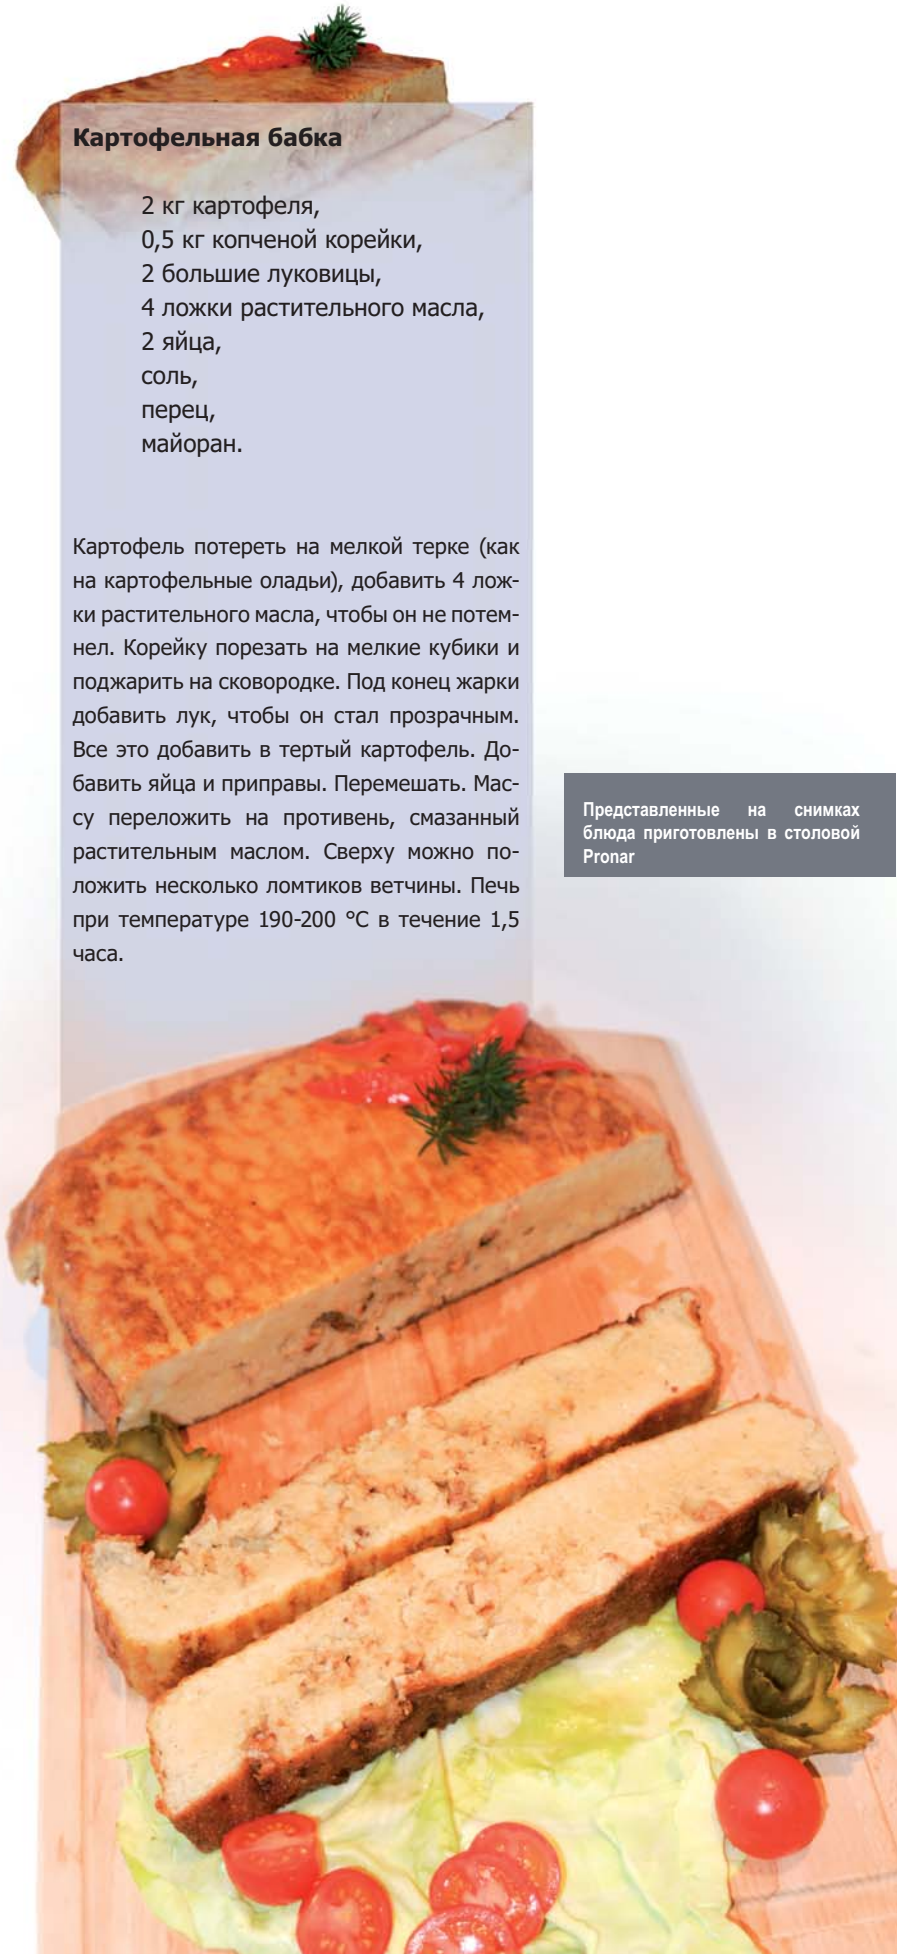 Картофельная бабка
2 кг картофеля,
0,5 кг копченой корейки,
2 большие луковицы,
4 ложки растительного масла,
2 яйца,
соль,
перец,
майоран.
Картофель потереть на мелкой терке (как
на картофельные оладьи), добавить 4 лож-
ки растительного масла, чтобы он не потем-
нел. Корейку порезать на мелкие кубики и
поджарить на сковородке. Под конец жарки
добавить лук, чтобы он стал прозрачным.
Все это добавить в тертый картофель. До-
бавить яйца и приправы. Перемешать. Мас-
су переложить на противень, смазанный
растительным маслом. Сверху можно по-
ложить несколько ломтиков ветчины. Печь
при температуре 190-200 °C в течение 1,5
часа.
Представленные на снимках
блюда приготовлены в столовой
Pronar